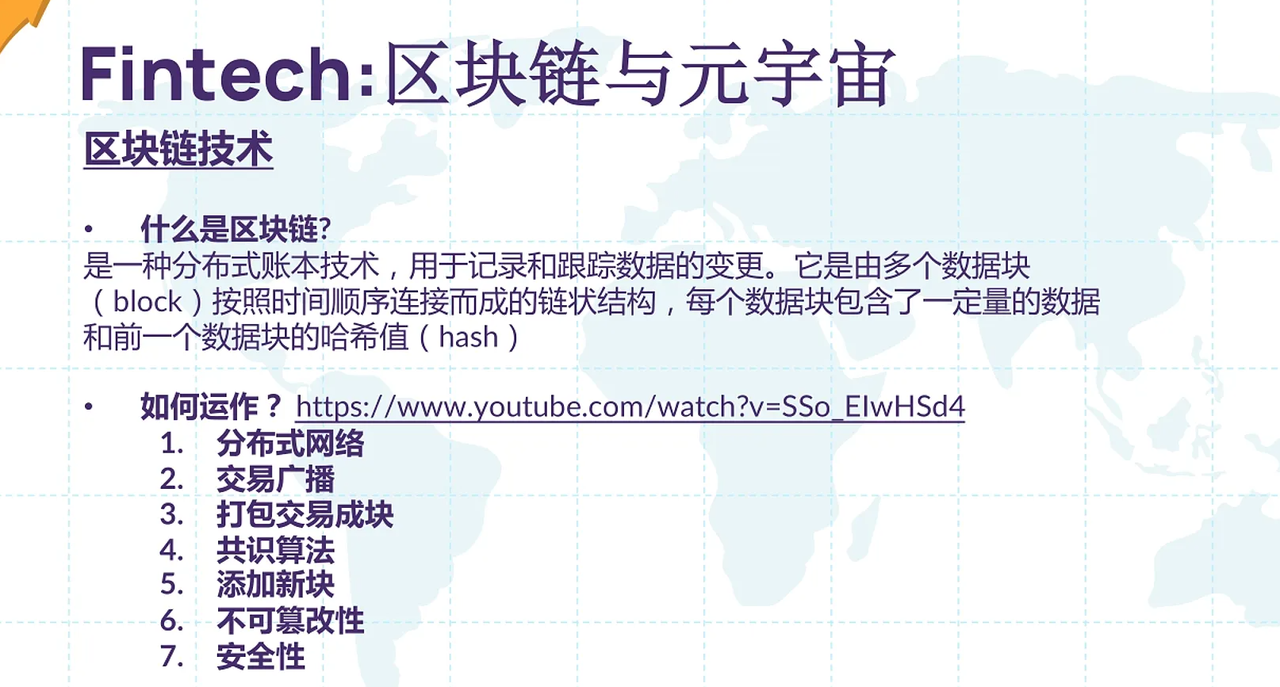 Fintech:区块链与元宇宙
区块链技术
• 什么是区块链?
是一种分布式账本技术，用于记录和跟踪数据的变更。它是由多个数据块
（block）按照时间顺序连接而成的链状结构，每个数据块包含了一定量的数据
和前一个数据块的哈希值（hash）
• 如何运作？https://www.youtube.com/watch?v=SSo_EIwHSd4
1. 分布式网络
2. 交易广播
3. 打包交易成块
4. 共识算法
5. 添加新块
6. 不可篡改性
7. 安全性